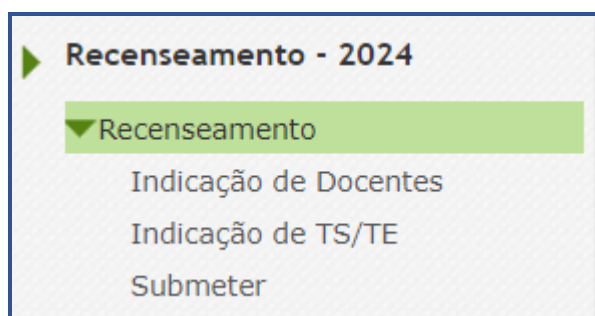 Recenseamento - 2024
Recenseamento
Indicação de Docentes
Indicação de TS/TE
Submeter